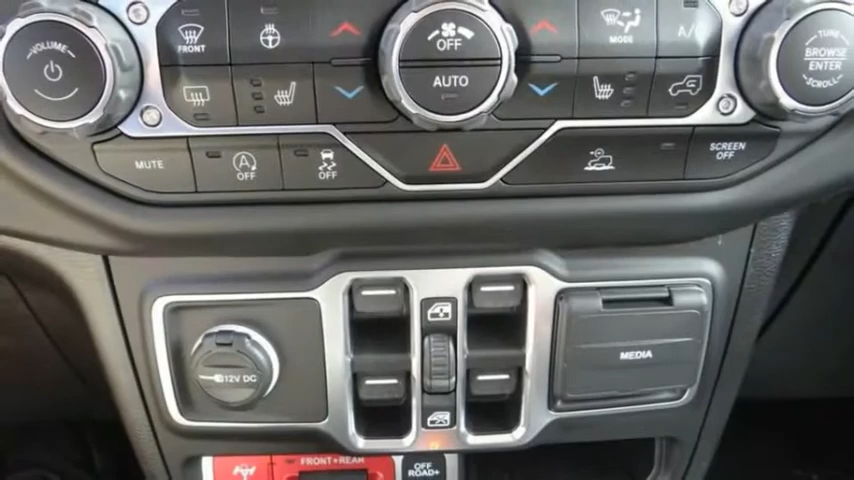 VOLUME
FRONT
OFF
AUTO
MODE
A/C
TUNE
BROWSE
ENTER
SCROLL
MUTE
OFF
OFF
SCREEN
OFF
12V DC
MEDIA
FRONT+REAR
OFF
ROAD+